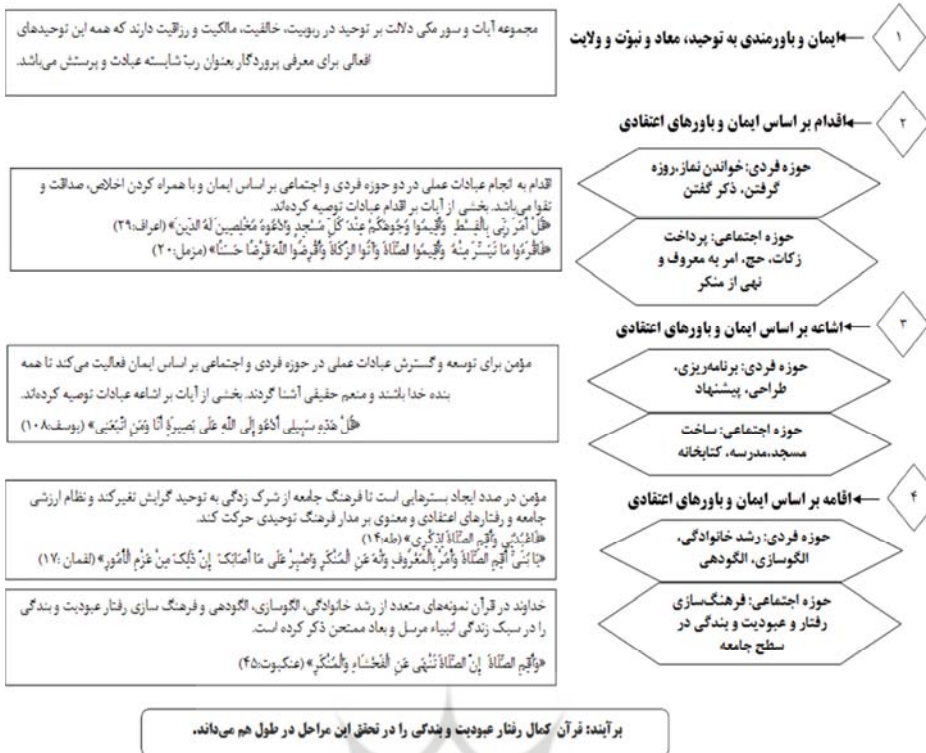 ۱
ایمان و باورمندی به توحید، معاد و نبوّت و ولایت
مجموعه آیات و سور مکی دلالت بر توحید در ربوبیت، خالقیت، مالکیت و رزاقیت دارند که همه این توحیدهای
افعالی برای معرفی پروردگار بعنوان ربّ شایسته عبادت و پرستش می‌باشد.
۲
اقدام بر اساس ایمان و باورهای اعتقادی
حوزه فردی: خواندن نماز، روزه
گرفتن، ذکر گفتن
حوزه اجتماعی: پرداخت
زکات، حج، امر به معروف و
نهی از منکر
اقدام به انجام عبادات عملی در دو حوزه فردی و اجتماعی بر اساس ایمان و با همراه کردن اخلاص، صداقت و
تقوا می‌باشد. بخشی از آیات بر اقدام عبادات توصیه کرده‌اند.
«قُلْ أَمَرَ رَبِّي بِالْقِسْطِ وَأَقِيمُوا وُجُوهَكُمْ عِنْدَ كُلِّ مَسْجِدٍ وَادْعُوهُ مُخْلِصِينَ لَهُ الدِّينَ» (اعراف:۲۹)
«فَاقْرَءُوا مَا تَيَسَّرَ مِنْهُ وَأَقِيمُوا الصَّلَاةَ وَآتُوا الزَّكَاةَ وَأَقْرِضُوا اللَّهَ قَرْضًا حَسَنًا» (مزمل:۲۰)
۳
اشاعه بر اساس ایمان و باورهای اعتقادی
حوزه فردی: برنامه‌ریزی،
طراحی، پیشنهاد
حوزه اجتماعی: ساخت
مسجد،مدرسه، کتابخانه
مؤمن برای توسعه و گسترش عبادات عملی در حوزه فردی و اجتماعی بر اساس ایمان فعالیت می‌کند تا همه
بنده خدا باشند و منعم حقیقی آشنا گردند. بخشی از آیات بر اشاعه عبادات توصیه کرده‌اند.
«قُلْ هَذِهِ سَبِيلِي أَدْعُو إِلَى اللَّهِ عَلَى بَصِيرَةٍ أَنَا وَمَنِ اتَّبَعَنِي» (یوسف:۱۰۸)
۴
اقامه بر اساس ایمان و باورهای اعتقادی
حوزه فردی: رشد خانوادگی،
الگوسازی، الگودهی
حوزه اجتماعی: فرهنگ‌سازی
رفتار و عبودیت و بندگی در
سطح جامعه
مؤمن در صدد ایجاد بسترهایی است تا فرهنگ جامعه از شرک زدگی به توحید گرایش تغیرکند و نظام ارزشی
جامعه و رفتارهای اعتقادی و معنوی بر مدار فرهنگ توحیدی حرکت کند.
«فَاعْبُدْنِي وَأَقِمِ الصَّلَاةَ لِذِكْرِي» (طه:۱۴)
«يَا بُنَيَّ أَقِمِ الصَّلَاةَ وَأْمُرْ بِالْمَعْرُوفِ وَانْهَ عَنِ الْمُنْكَرِ وَاصْبِرْ عَلَى مَا أَصَابَكَ إِنَّ ذَلِكَ مِنْ عَزْمِ الْأُمُورِ» (لقمان :۱۷)
خداوند در قرآن نمونه‌های متعدد از رشد خانوادگی، الگوسازی، الگودهی و فرهنگ سازی رفتار عبودیت و بندگی
را در سبک زندگی انبیاء مرسل و بعاد ممتحن ذکر کرده است.
«وَأَقِمِ الصَّلَاةَ إِنَّ الصَّلَاةَ تَنْهَى عَنِ الْفَحْشَاءِ وَالْمُنْكَرِ» (عنکبوت:۴۵)
برآیند: قرآن کمال رفتار عبودیت و بندگی را در تحقق این مراحل در طول هم می‌داند.